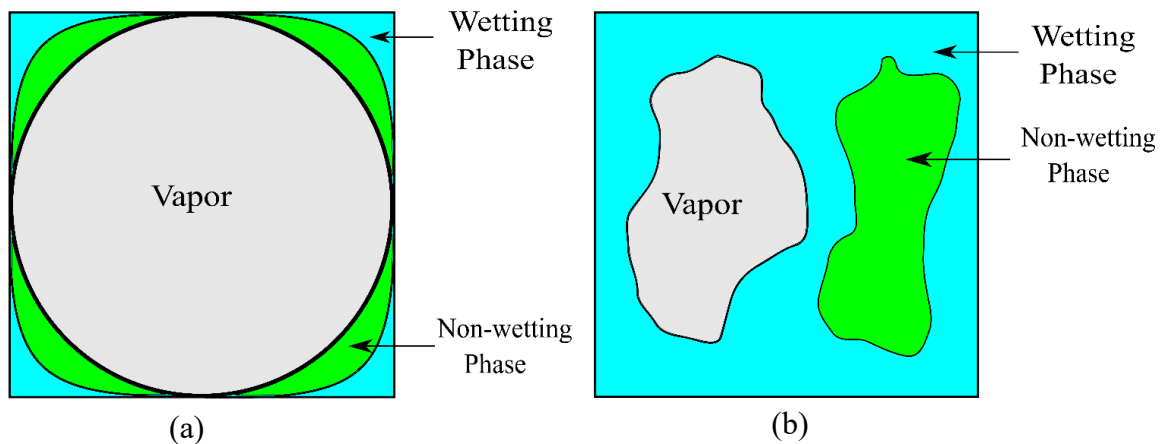 Wetting
Phase
Vapor
Non-wetting
Phase
(a)
Wetting
Phase
Non-wetting
Phase
Vapor
(b)